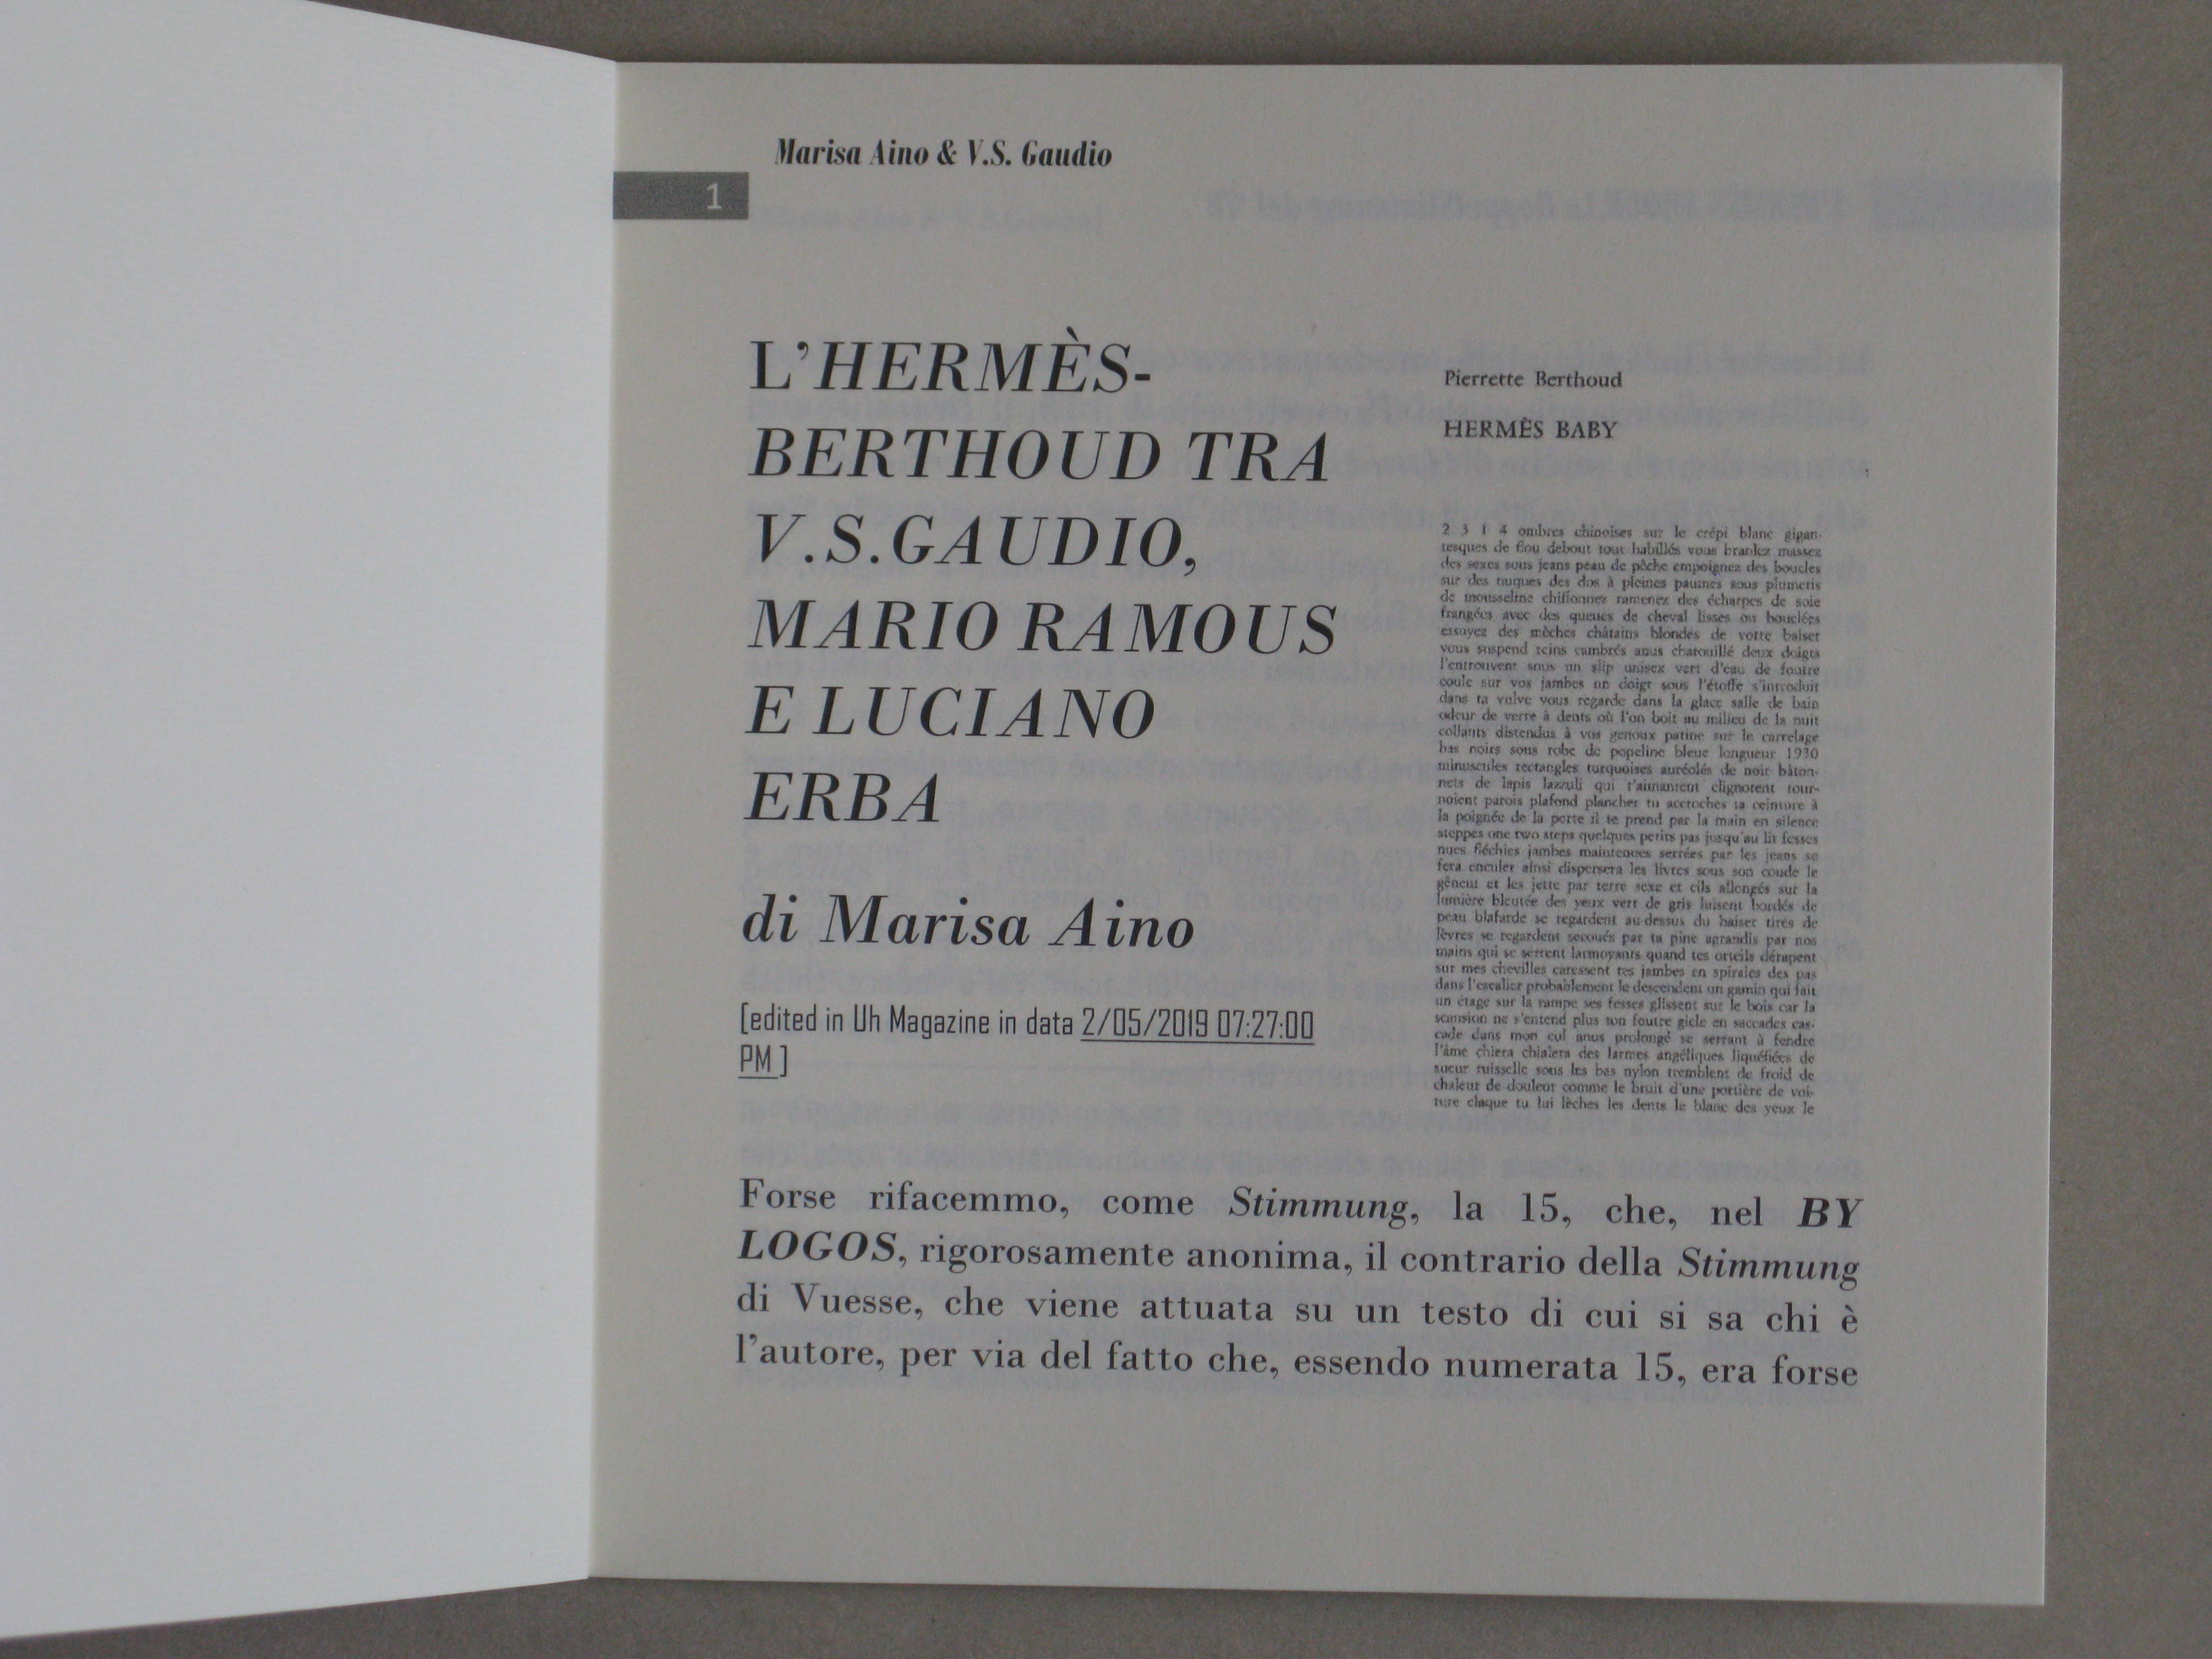 Marisa Aino & V.S. Gaudio
1
L’HERMÈS-
BERTHOUD TRA
V.S.GAUDIO,
MARIO RAMOUS
E LUCIANO
ERBA
di Marisa Aino
[edited in Uh Magazine in data 2/05/2019 07:27:00
PM ]
Pierrette Berthoud
HERMÈS BABY
2 3 1 4 ombres chinoises sur le crépi blanc gigan-
tesques de flou debout tout habillés vous branlez massez
des sexes sous jeans peau de pêche empoignez des boucles
sur des nuques des dos à pleines paumes sous plumetis
de mousseline chiffonnez ramenez des écharpes de soie
frangées avec des queues de cheval lisses ou bouclées
essuyez des mèches châtains blondes de votre baiser
vous suspend reins cambrés anus chatouillé deux doigts
l'entrouvent sous un slip unisex vert d'eau de foutre
coule sur vos jambes un doigt sous l'étoffe s'introduit
dans ta vulve vous regarde dans la glace salle de bain
odeur de verre à dents où l'on boit au milieu de la nuit
collants distendus à vos genoux patine sur le carrelage
bas noirs sous robe de popeline bleue longueur 1930
minuscules rectangles turquoises auréolés de noir bâton-
nets de lapis lazzuli qui t'aimantent clignotent tour-
noient parois plafond plancher tu accroches ta ceinture à
la poignée de la porte il te prend par la main en silence
steppes one two steps quelques petits pas jusqu'au lit fesses
nues fléchies jambes maintenues serrées par les jeans se
fera enculer ainsi dispersera les livres sous son coude le
gênent et les jette par terre sexe et cils allongés sur la
lumière bleutée des yeux vert de gris luisent bordés de
peau blafarde se regardent au-dessus du baiser tirés de
lèvres se regardent secoués par ta pine agrandis par nos
mains qui se serrent larmoyants quand tes orteils dérapent
sur mes chevilles caressent tes jambes en spirales des pas
dans l'escalier probablement le descendent un gamin qui fait
un étage sur la rampe ses fesses glissent sur le bois car la
scansion ne s'entend plus ton foutre gicle en saccades cas-
cade dans mon cul anus prolongé se serrant à fendre
l'âme chiera chialera des larmes angéliques liquéfiées de
sueur ruisselle sous les bas nylon tremblent de froid de
chaleur de douleur comme le bruit d'une portière de voi-
ture claque tu lui lèches les dents le blanc des yeux le
Forse rifacemmo, come Stimmung, la 15, che, nel BY
LOGOS, rigorosamente anonima, il contrario della Stimmung
di Vuesse, che viene attuata su un testo di cui si sa chi è
l’autore, per via del fatto che, essendo numerata 15, era forse